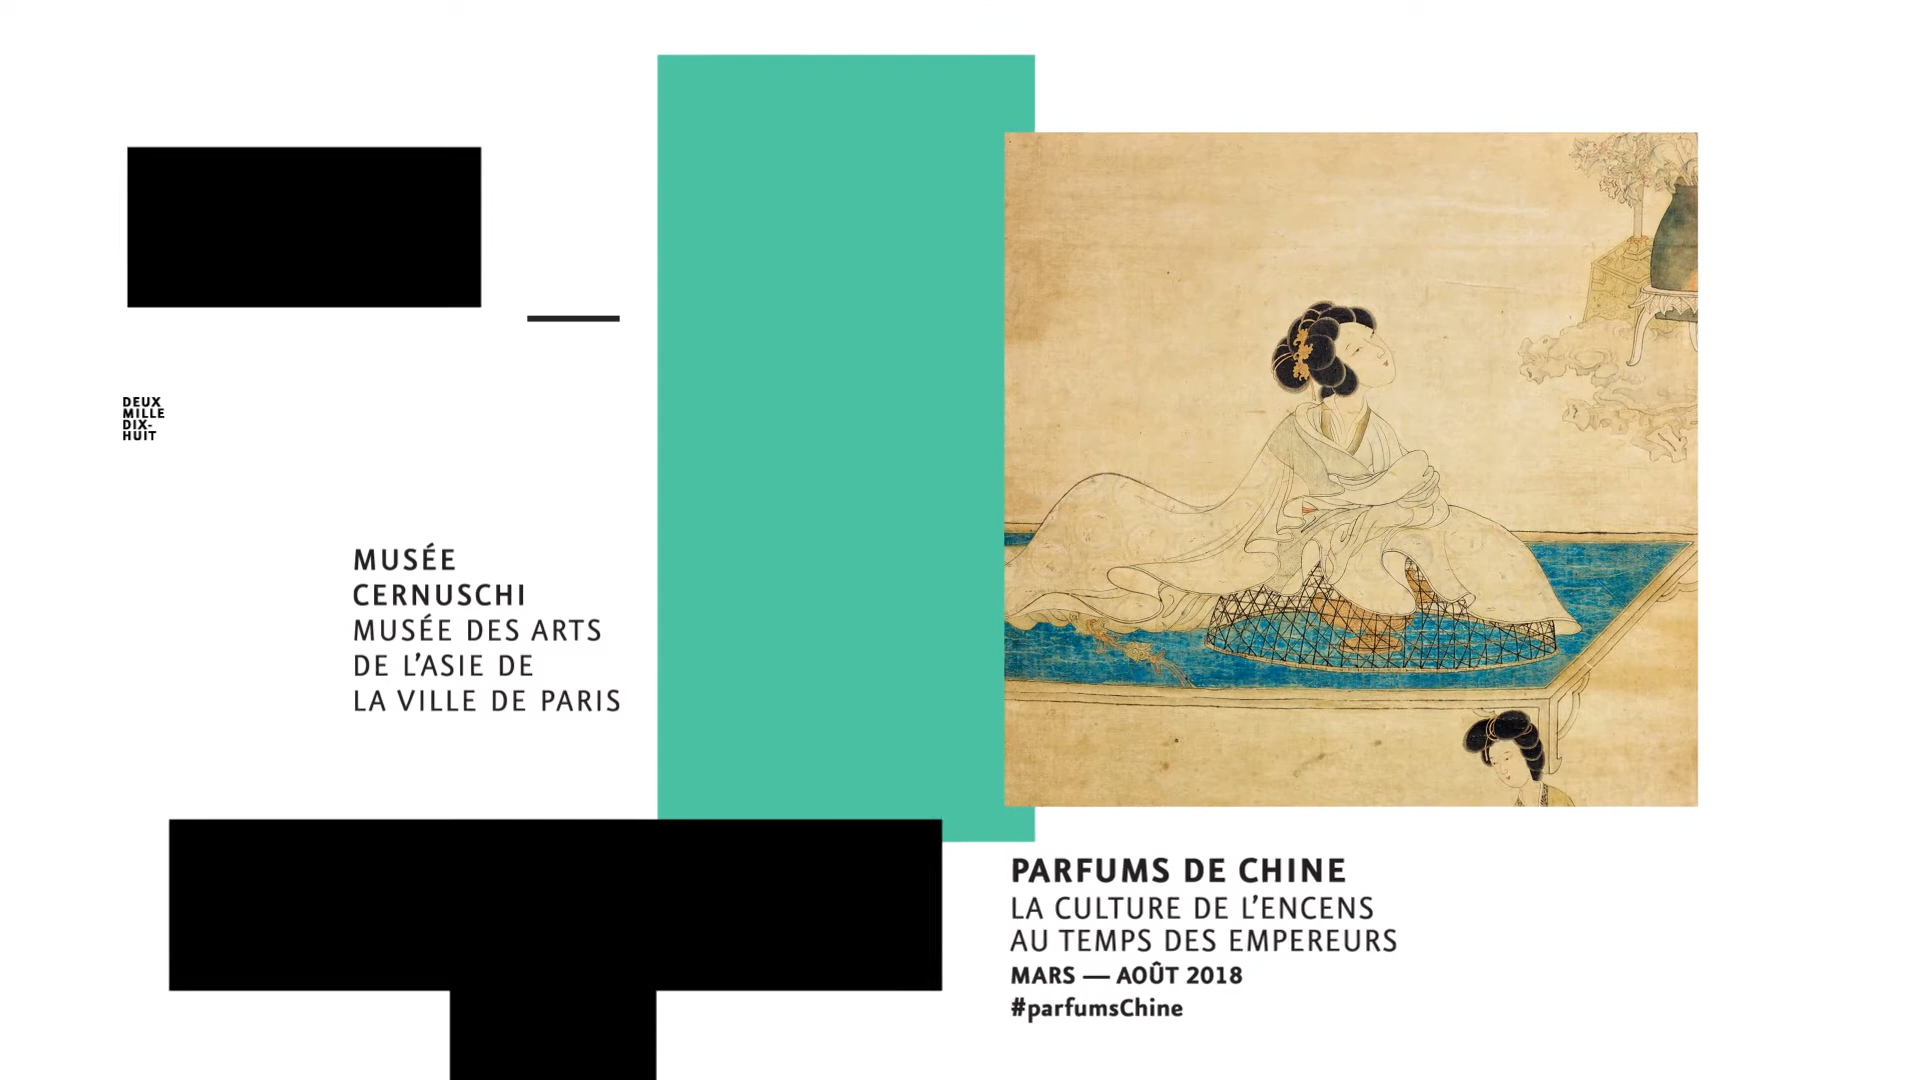 DEUX
MILLE
DIX-
HUIT
MUSÉE
CERNUSCHI
MUSÉE DES ARTS
DE L’ASIE DE
LA VILLE DE PARIS
PARFUMS DE CHINE
LA CULTURE DE L’ENCENS
AU TEMPS DES EMPEREURS
MARS — AOÛT 2018
#parfumsChine